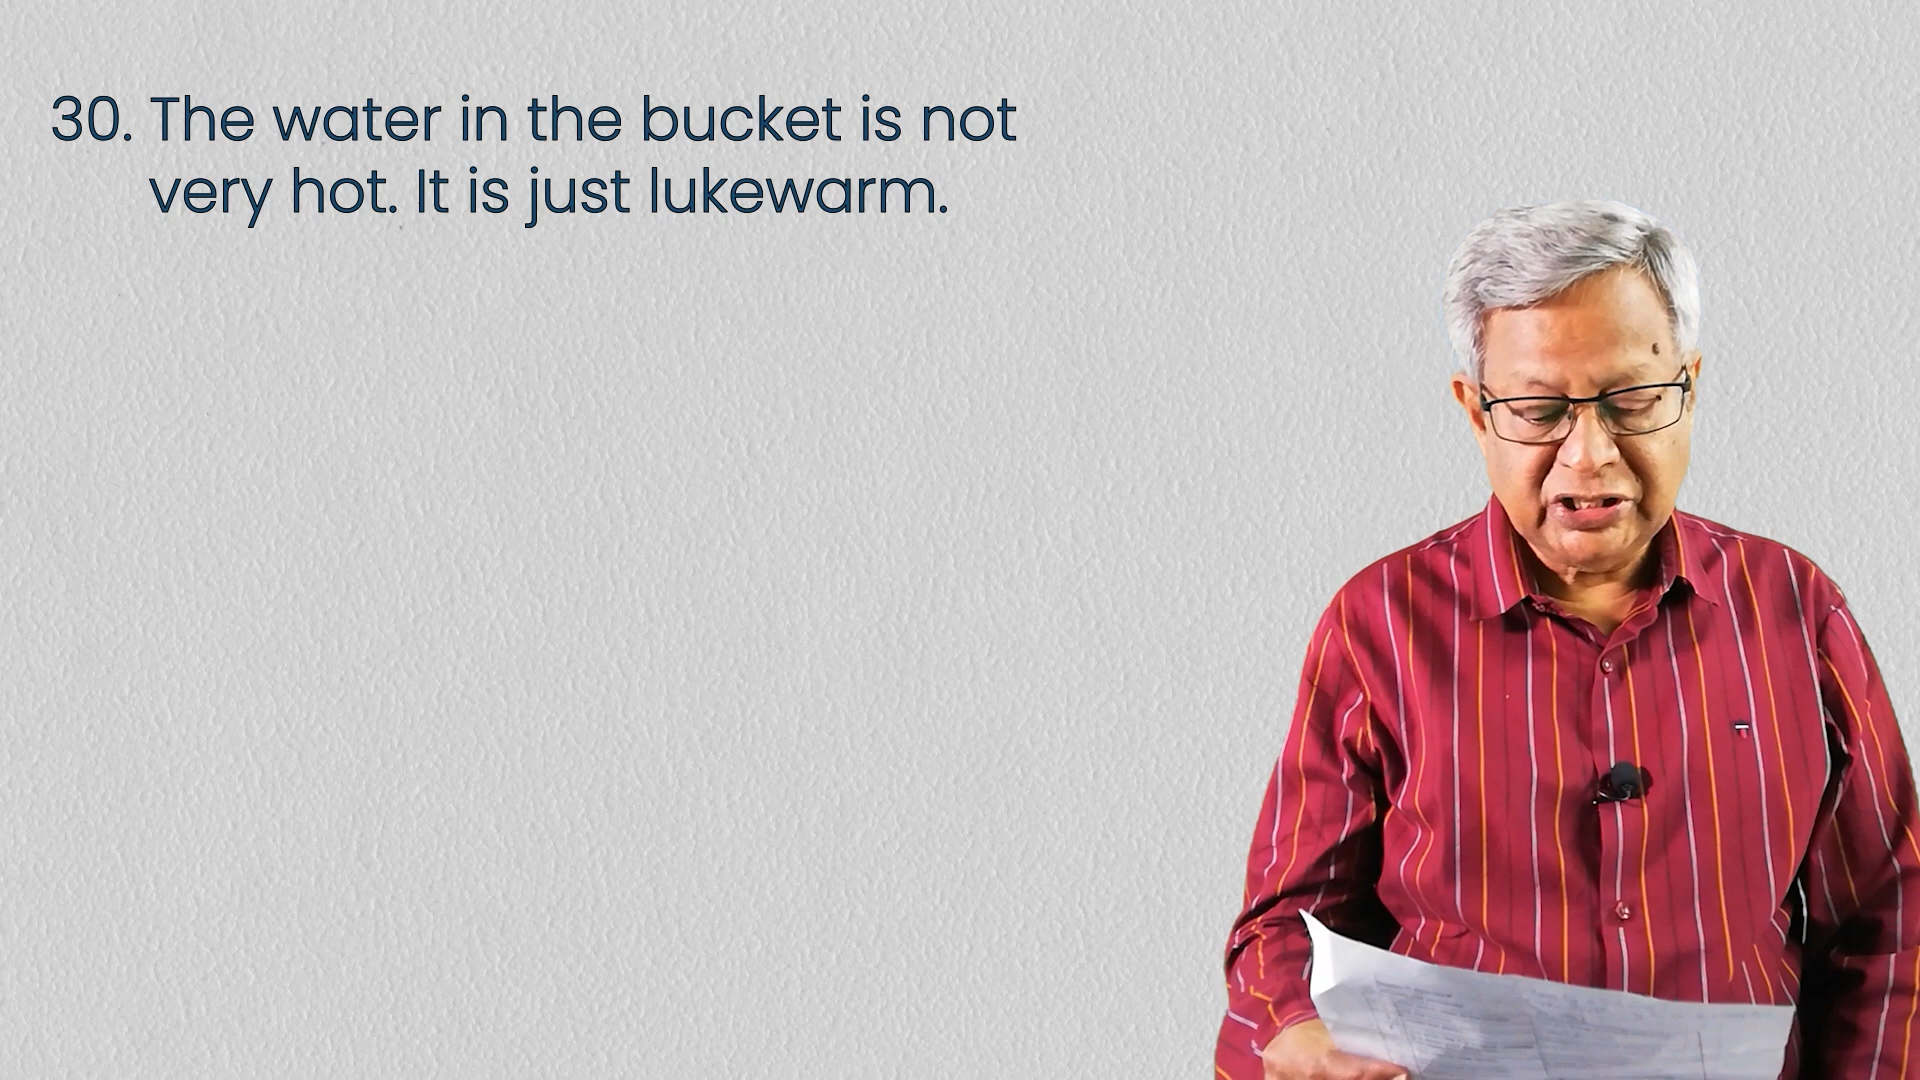 30. The water in the bucket is not
very hot. It is just lukewarm.